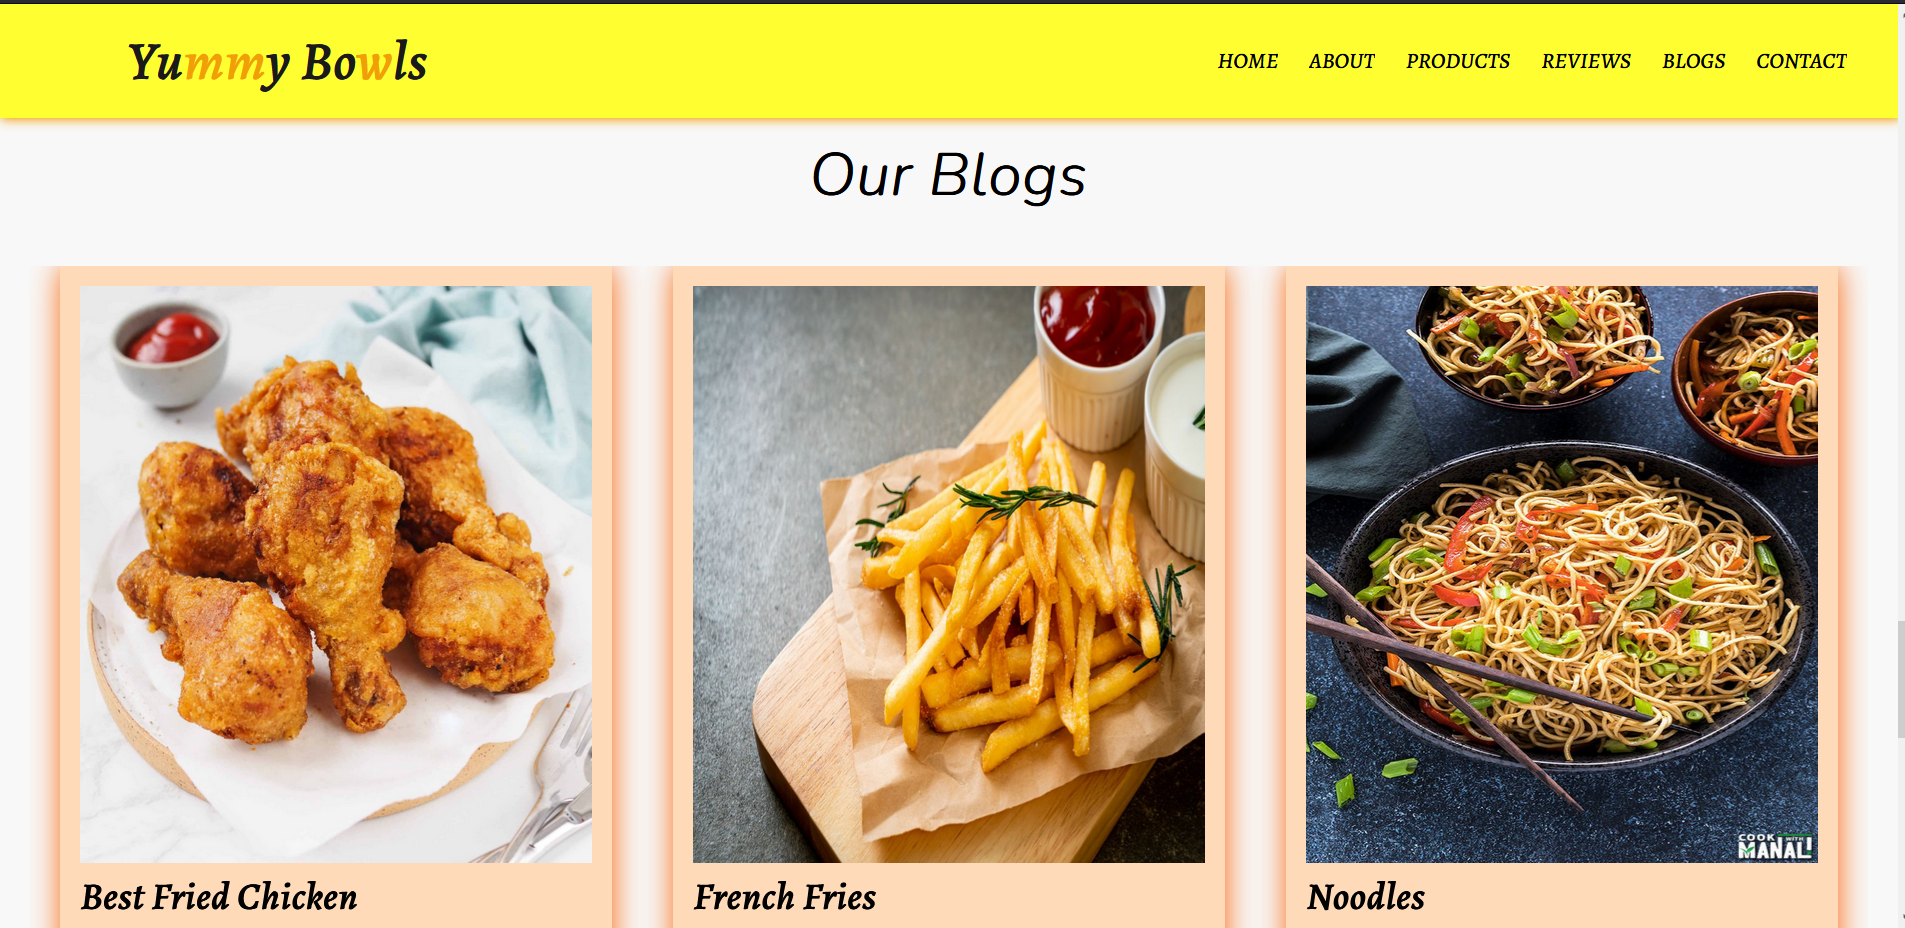 Yummy Bowls
HOME ABOUT PRODUCTS REVIEWS BLOGS CONTACT
Our Blogs
COOK WITH
MANALI
Best Fried Chicken
French Fries
Noodles